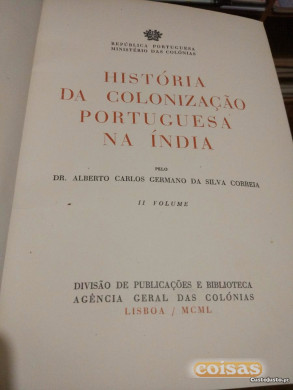 REPÚBLICA PORTUGUESA
MINISTÉRIO DAS COLÓNIAS
HISTÓRIA
DA COLONIZAÇÃO
PORTUGUESA
NA ÍNDIA
PELO
DR. ALBERTO CARLOS GERMANO DA SILVA CORREIA
II VOLUME
DIVISÃO DE PUBLICAÇÕES E BIBLIOTECA
AGÊNCIA GERAL DAS COLÓNIAS
LISBOA / MCML
coisas